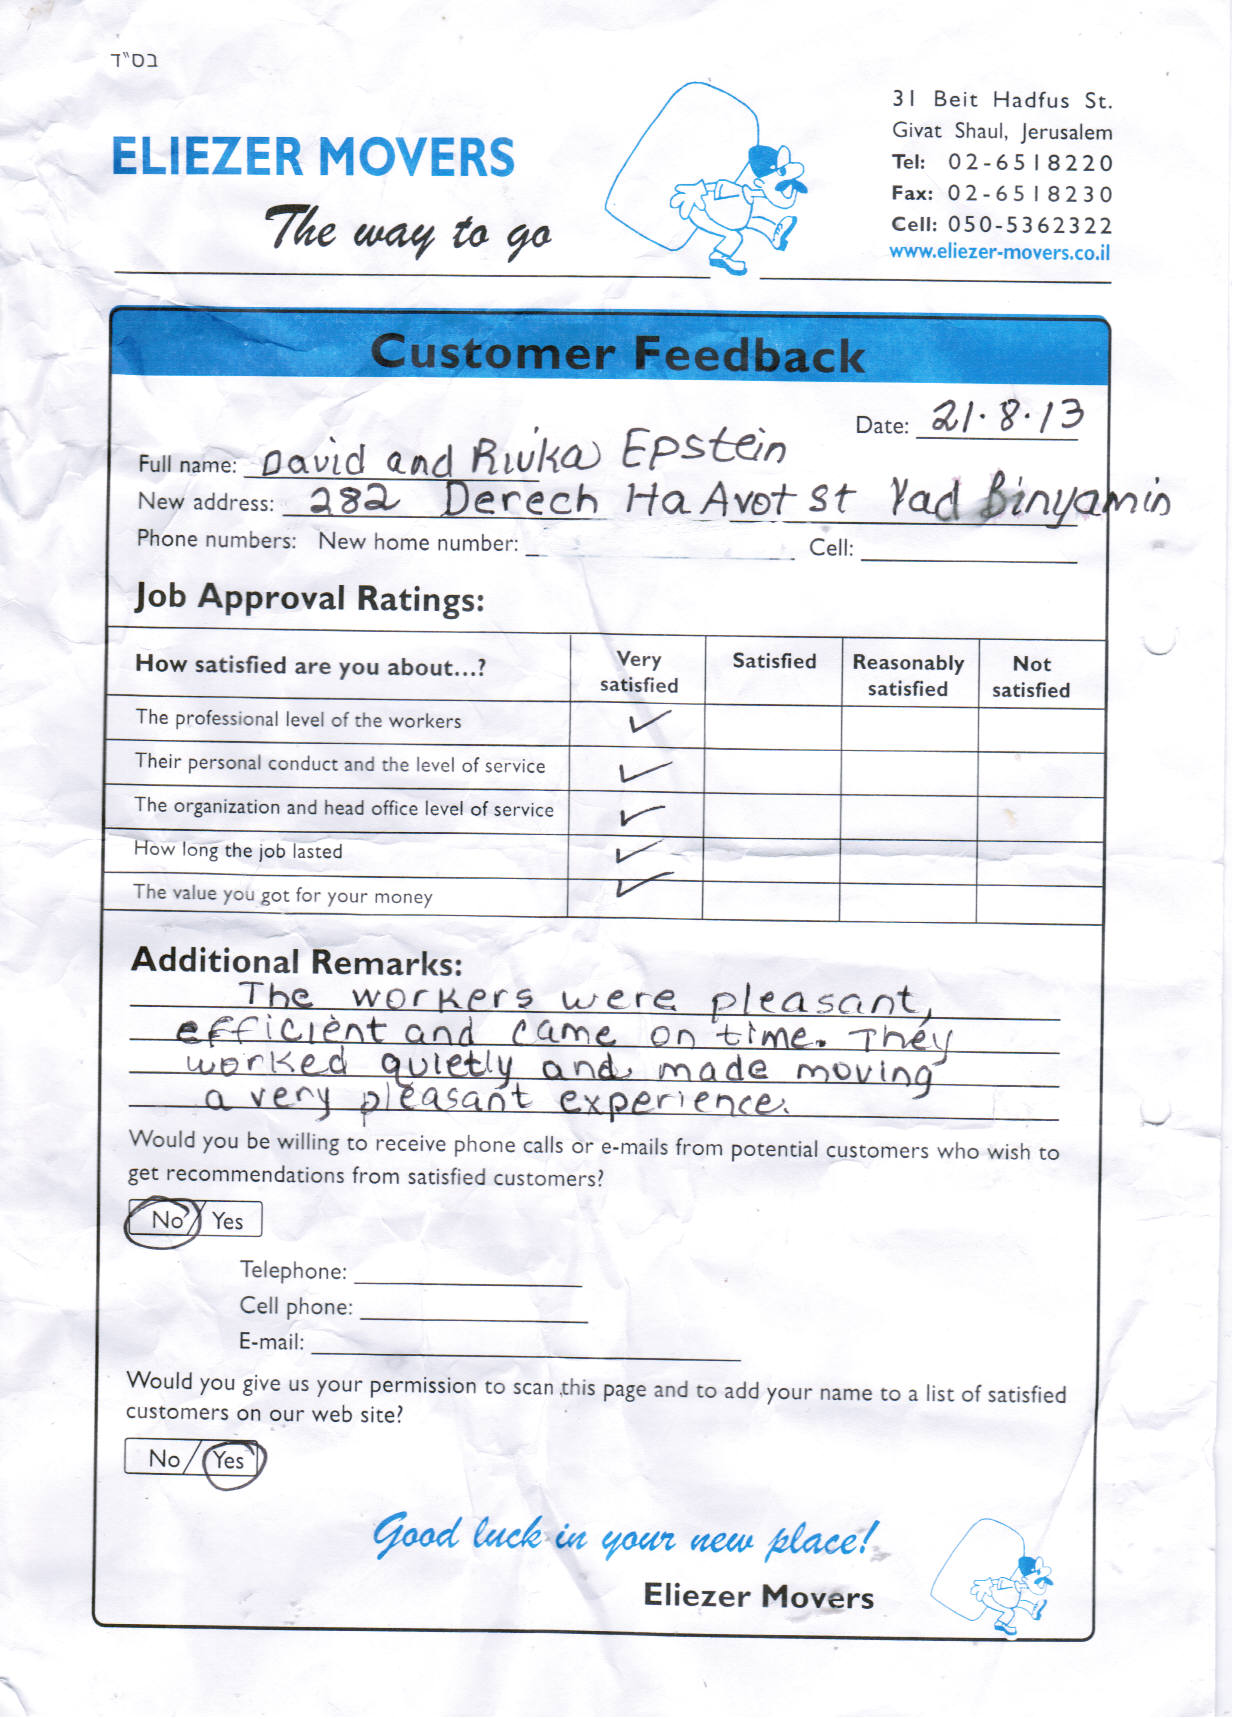 בס"ד
ELIEZER MOVERS
The way to go
31 Beit Hadfus St.
Givat Shaul, Jerusalem
Tel: 02-6518220
Fax: 02-6518230
Cell: 050-5362322
www.eliezer-movers.co.il
Customer Feedback
Date: 21.8.13
Full name: David and Rivka Epstein
New address: 282 Derech Ha Avot St Yad Binyamin
Phone numbers: New home number: Cell:
Job Approval Ratings:
How satisfied are you about...? Very satisfied Satisfied Reasonably satisfied Not satisfied
The professional level of the workers ✓
Their personal conduct and the level of service ✓
The organization and head office level of service ✓
How long the job lasted ✓
The value you got for your money ✓
Additional Remarks:
The workers were pleasant,
efficient and came on time. They
worked quietly and made moving
a very pleasant experience.
Would you be willing to receive phone calls or e-mails from potential customers who wish to
get recommendations from satisfied customers?
No / Yes
Telephone:
Cell phone:
E-mail:
Would you give us your permission to scan this page and to add your name to a list of satisfied
customers on our web site?
No / Yes
Good luck in your new place!
Eliezer Movers